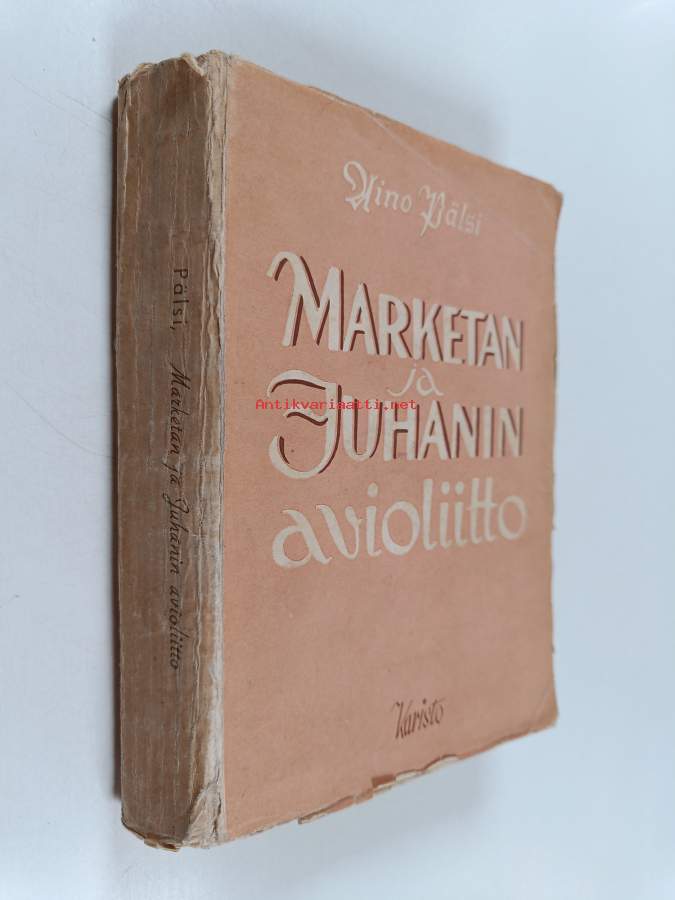 Aino Pälsi
MARKETAN
ja
JUHANIN
avioliitto
Karisto
Pälsi, Marketan ja Juhanin avioliitto
Antikvariaatti.net